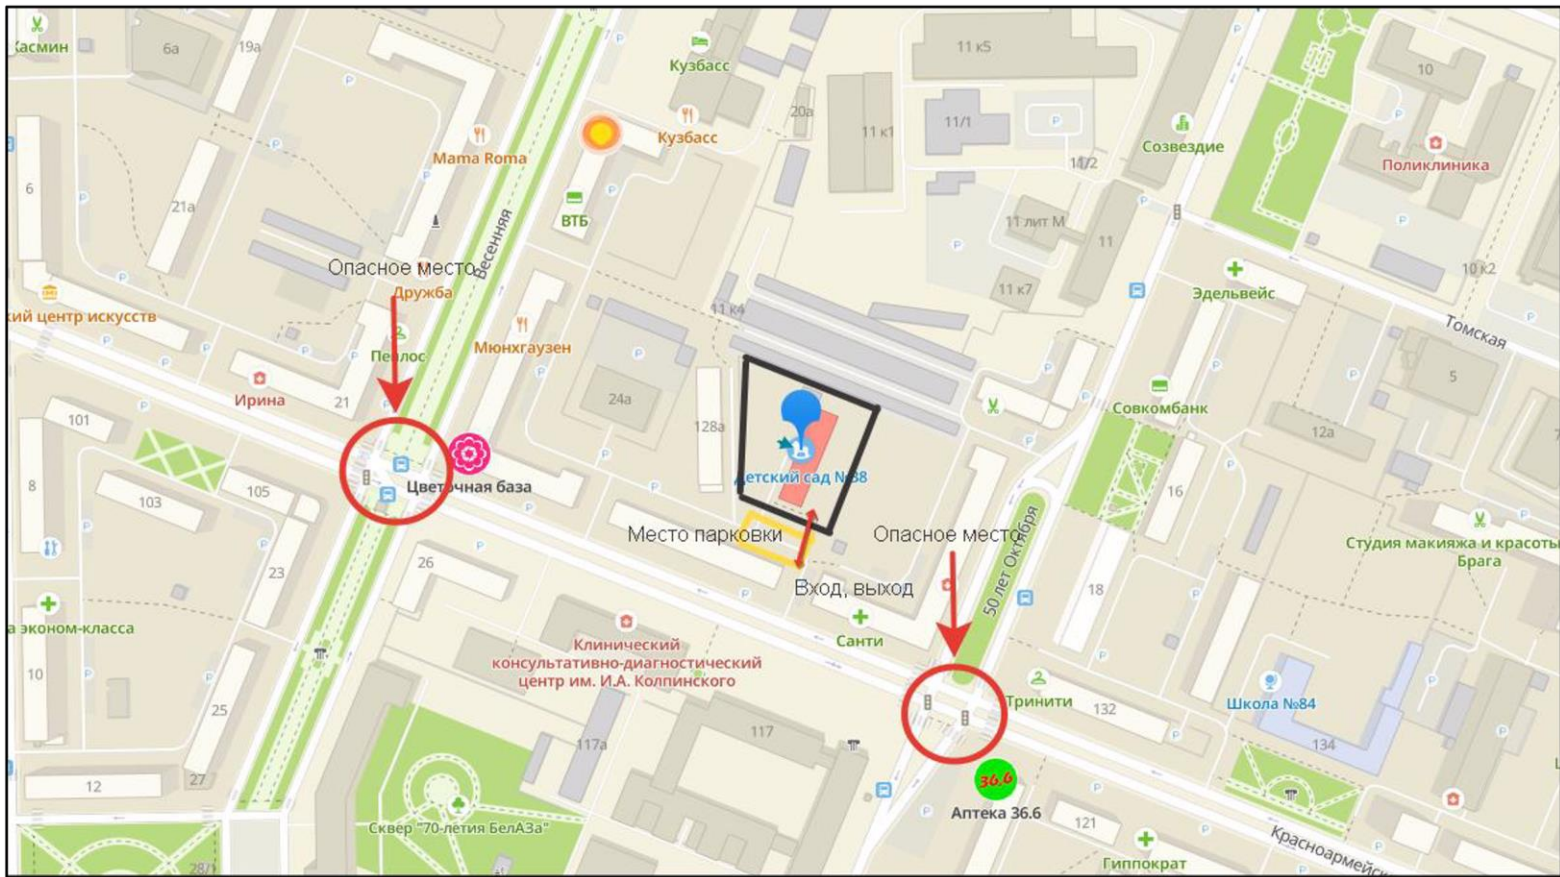 Жасмин
6а
19а
Кузбасс
11 к5
10
20а
Кузбасс
11 к1
11/1
Созвездие
Поликлиника
Mama Roma
11/2
6
21а
ВТБ
11 лит М
11
Весенняя
Опасное место
Дружба
11 к7
10 к2
Эдельвейс
кий центр искусств
11 к4
Томская
Мюнхгаузен
Ирина
21
24а
5
Совкомбанк
101
128а
12а
Детский сад №38
8
103
105
Цветочная база
16
Место парковки
Опасное место
50 лет Октября
Студия макияжа и красоты
Брага
26
23
Вход, выход
18
а эконом-класса
Санти
Клинический
консультативно-диагностический
центр им. И.А. Колпинского
10
Тринити
132
Школа №84
25
117а
117
134
36,6
12
27
Аптека 36.6
121
Сквер "70-летия БелАЗа"
Красноармейск
Гиппократ
28/1